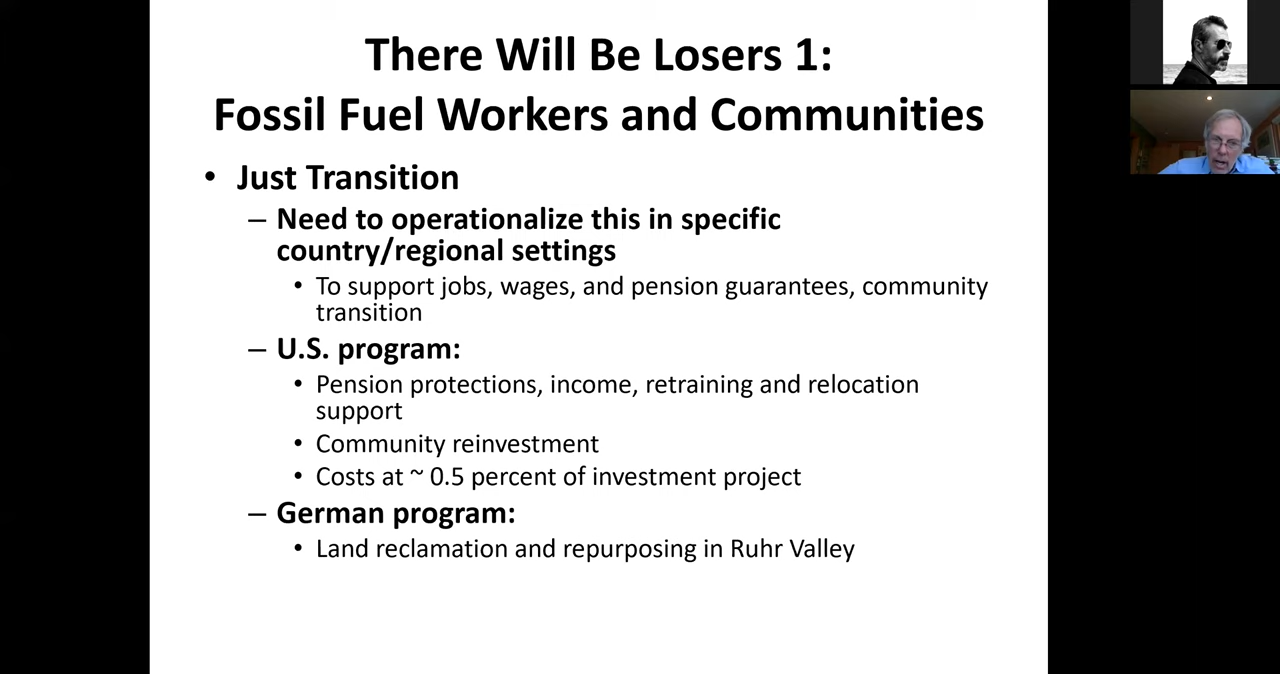 There Will Be Losers 1:
Fossil Fuel Workers and Communities
• Just Transition
– Need to operationalize this in specific
country/regional settings
• To support jobs, wages, and pension guarantees, community
transition
– U.S. program:
• Pension protections, income, retraining and relocation
support
• Community reinvestment
• Costs at ~ 0.5 percent of investment project
– German program:
• Land reclamation and repurposing in Ruhr Valley